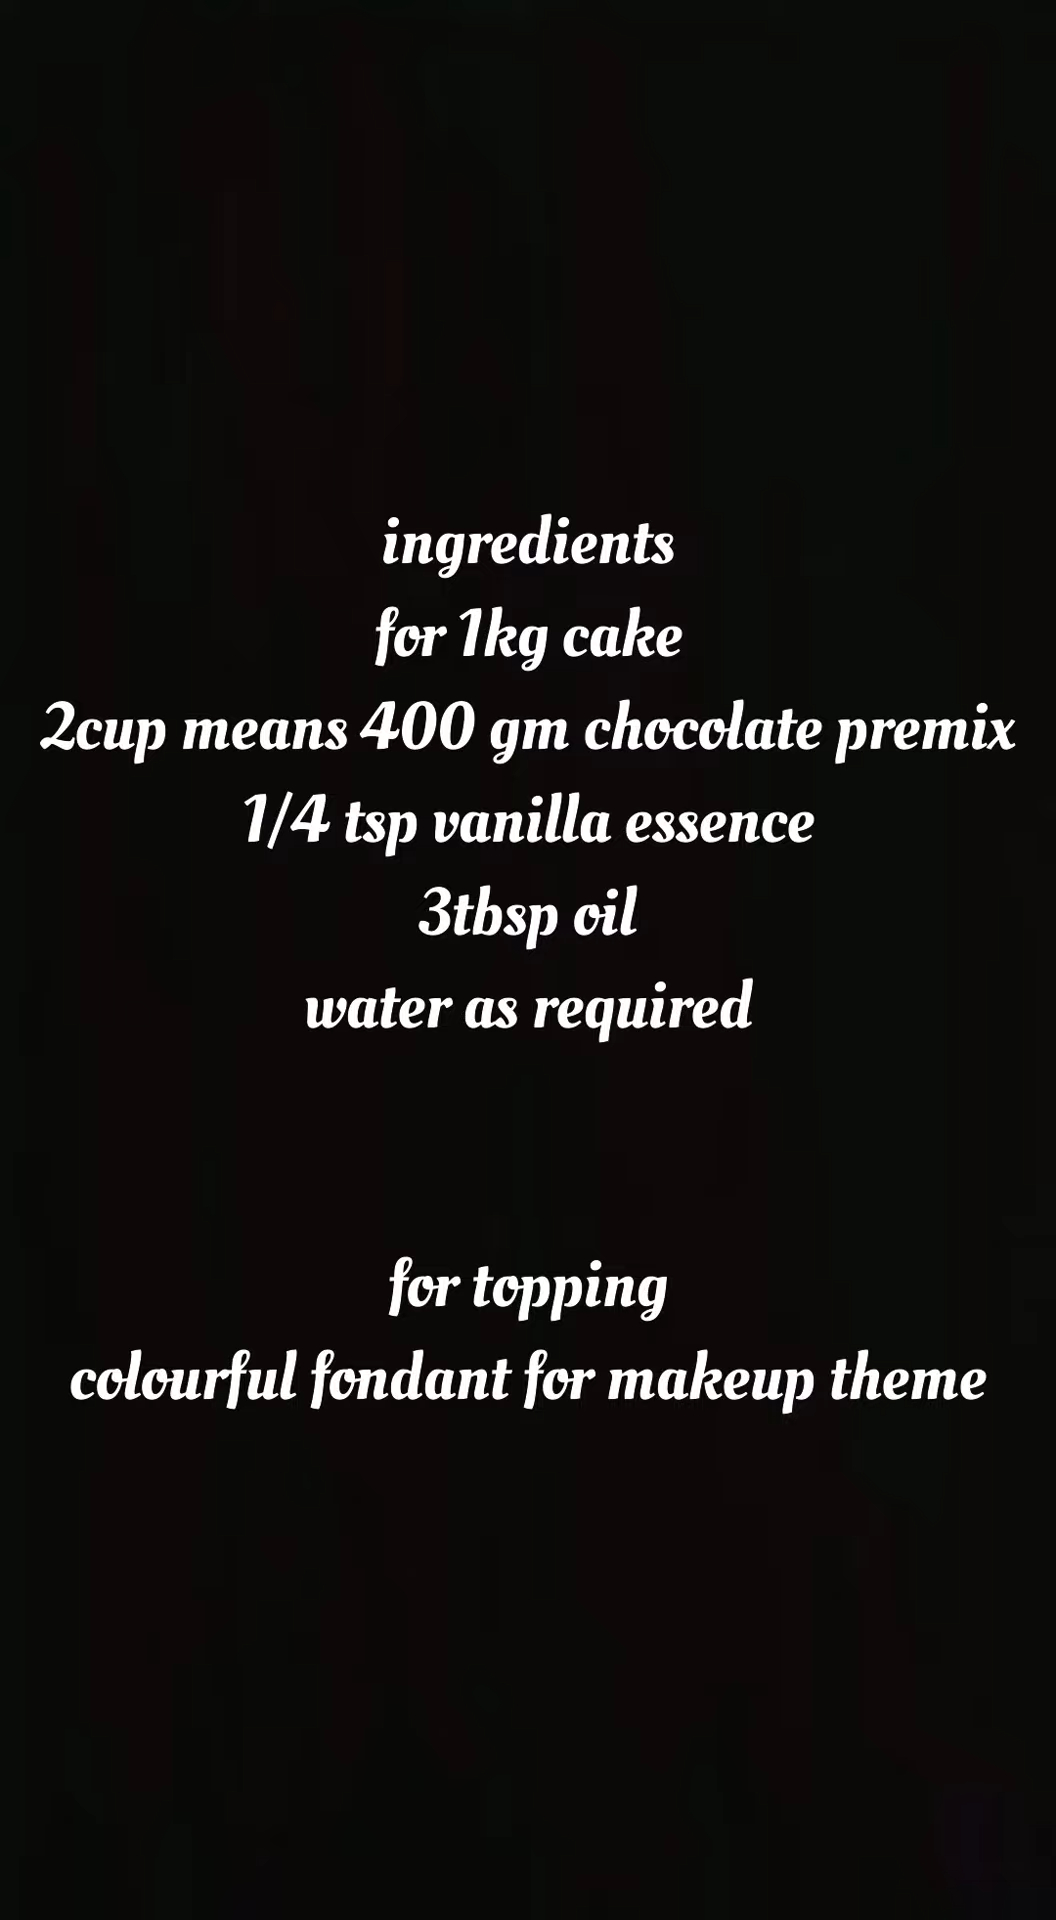 ingredients
for 1kg cake
2cup means 400 gm chocolate premix
1/4 tsp vanilla essence
3tbsp oil
water as required
for topping
colourful fondant for makeup theme